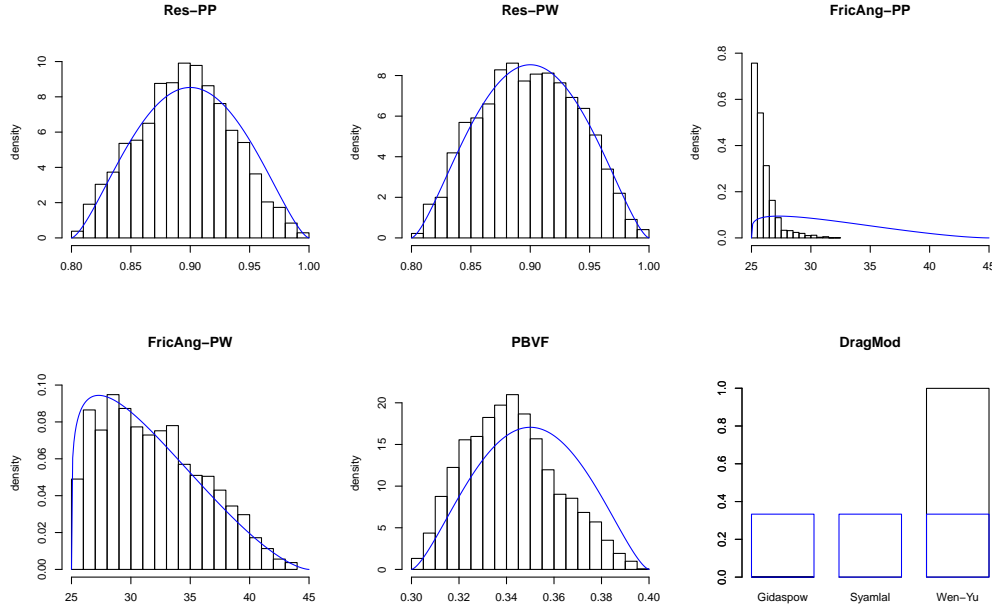 Res−PP
Res−PW
FricAng−PP
density
0 2 4 6 8 10
0.80 0.85 0.90 0.95 1.00
density
0 2 4 6 8
0.80 0.85 0.90 0.95 1.00
density
0.0 0.2 0.4 0.6 0.8
25 30 35 40 45
FricAng−PW
PBVF
DragMod
density
0.00 0.02 0.04 0.06 0.08 0.10
25 30 35 40 45
density
0 5 10 15 20
0.30 0.32 0.34 0.36 0.38 0.40
0.0 0.2 0.4 0.6 0.8 1.0
Gidaspow Syamlal Wen−Yu